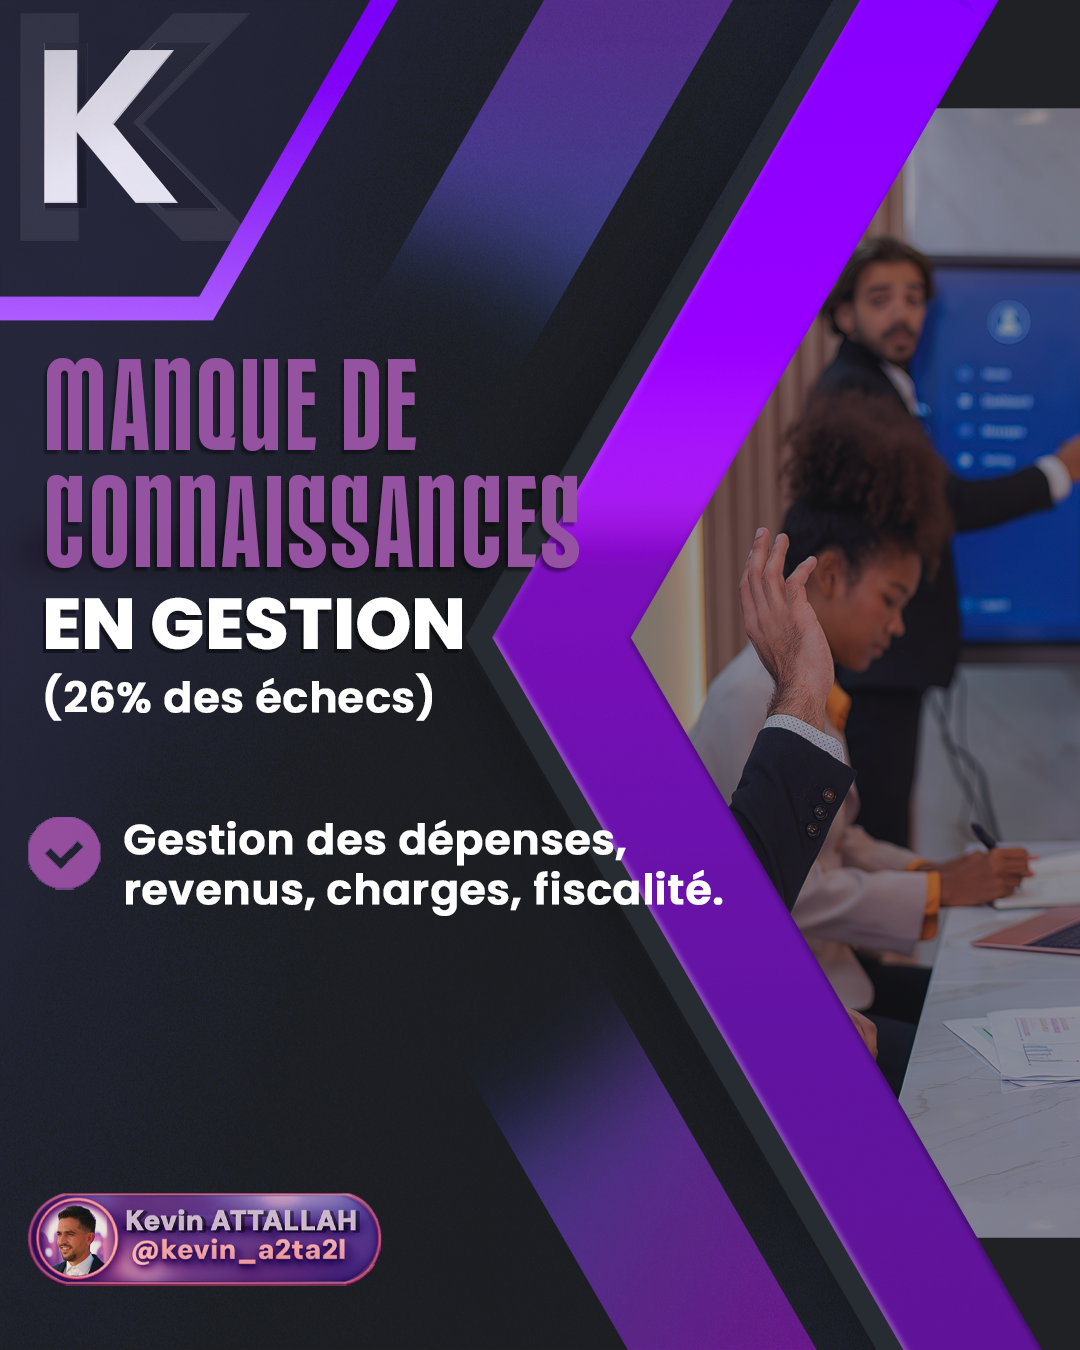 K
MANQUE DE
CONNAISSANCES
EN GESTION
(26% des échecs)
Gestion des dépenses,
revenus, charges, fiscalité.
Kevin ATTALLAH
@kevin_a2ta2l